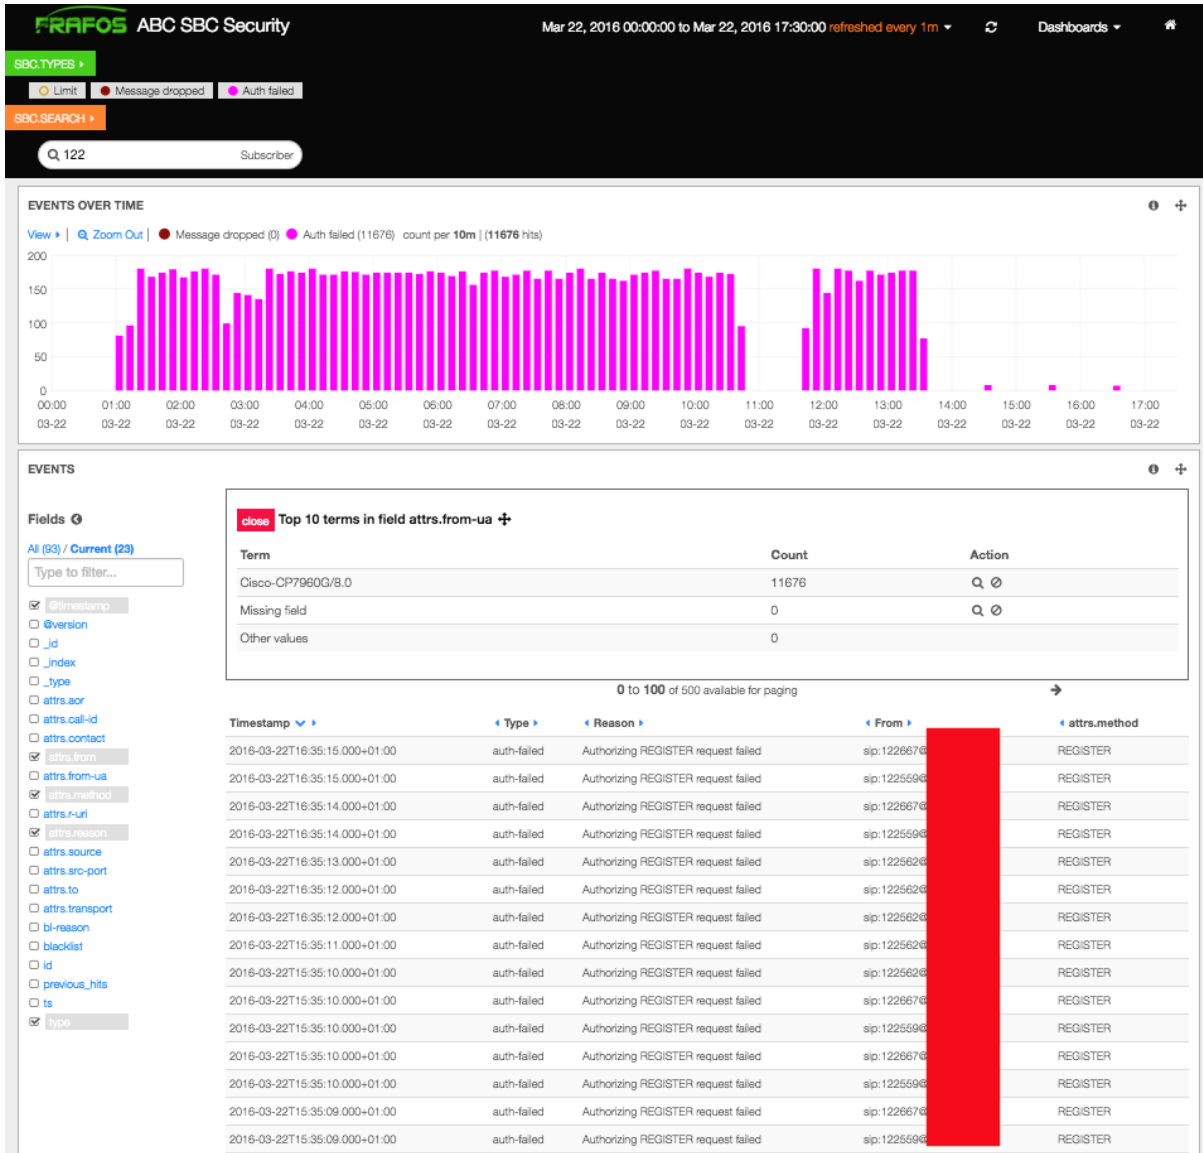 FRAFOS ABC SBC Security
Mar 22, 2016 00:00:00 to Mar 22, 2016 17:30:00 refreshed every 1m
Dashboards
SBC.TYPES
Limit Message dropped Auth failed
SBC.SEARCH
122 Subscriber
EVENTS OVER TIME
View | Zoom Out | Message dropped (0) Auth failed (11676) count per 10m | (11676 hits)
200
150
100
50
0
00:00 01:00 02:00 03:00 04:00 05:00 06:00 07:00 08:00 09:00 10:00 11:00 12:00 13:00 14:00 15:00 16:00 17:00
03-22 03-22 03-22 03-22 03-22 03-22 03-22 03-22 03-22 03-22 03-22 03-22 03-22 03-22 03-22 03-22 03-22 03-22
EVENTS
Fields
All (93) / Current (23)
Type to filter...
@timestamp
@version
_id
_index
_type
attrs.aor
attrs.call-id
attrs.contact
attrs.from
attrs.from-ua
attrs.method
attrs.r-uri
attrs.reason
attrs.source
attrs.src-port
attrs.to
attrs.transport
bl-reason
blacklist
id
previous_hits
ts
type
close Top 10 terms in field attrs.from-ua
Term Count Action
Cisco-CP7960G/8.0 11676
Missing field 0
Other values 0
0 to 100 of 500 available for paging
Timestamp Type Reason From attrs.method
2016-03-22T16:35:15.000+01:00 auth-failed Authorizing REGISTER request failed sip:122667@ REGISTER
2016-03-22T16:35:15.000+01:00 auth-failed Authorizing REGISTER request failed sip:122559@ REGISTER
2016-03-22T16:35:14.000+01:00 auth-failed Authorizing REGISTER request failed sip:122667@ REGISTER
2016-03-22T16:35:14.000+01:00 auth-failed Authorizing REGISTER request failed sip:122559@ REGISTER
2016-03-22T16:35:13.000+01:00 auth-failed Authorizing REGISTER request failed sip:122562@ REGISTER
2016-03-22T16:35:12.000+01:00 auth-failed Authorizing REGISTER request failed sip:122562@ REGISTER
2016-03-22T16:35:12.000+01:00 auth-failed Authorizing REGISTER request failed sip:122562@ REGISTER
2016-03-22T15:35:11.000+01:00 auth-failed Authorizing REGISTER request failed sip:122562@ REGISTER
2016-03-22T15:35:10.000+01:00 auth-failed Authorizing REGISTER request failed sip:122562@ REGISTER
2016-03-22T15:35:10.000+01:00 auth-failed Authorizing REGISTER request failed sip:122667@ REGISTER
2016-03-22T15:35:10.000+01:00 auth-failed Authorizing REGISTER request failed sip:122559@ REGISTER
2016-03-22T15:35:10.000+01:00 auth-failed Authorizing REGISTER request failed sip:122667@ REGISTER
2016-03-22T15:35:10.000+01:00 auth-failed Authorizing REGISTER request failed sip:122559@ REGISTER
2016-03-22T15:35:09.000+01:00 auth-failed Authorizing REGISTER request failed sip:122667@ REGISTER
2016-03-22T15:35:09.000+01:00 auth-failed Authorizing REGISTER request failed sip:122559@ REGISTER